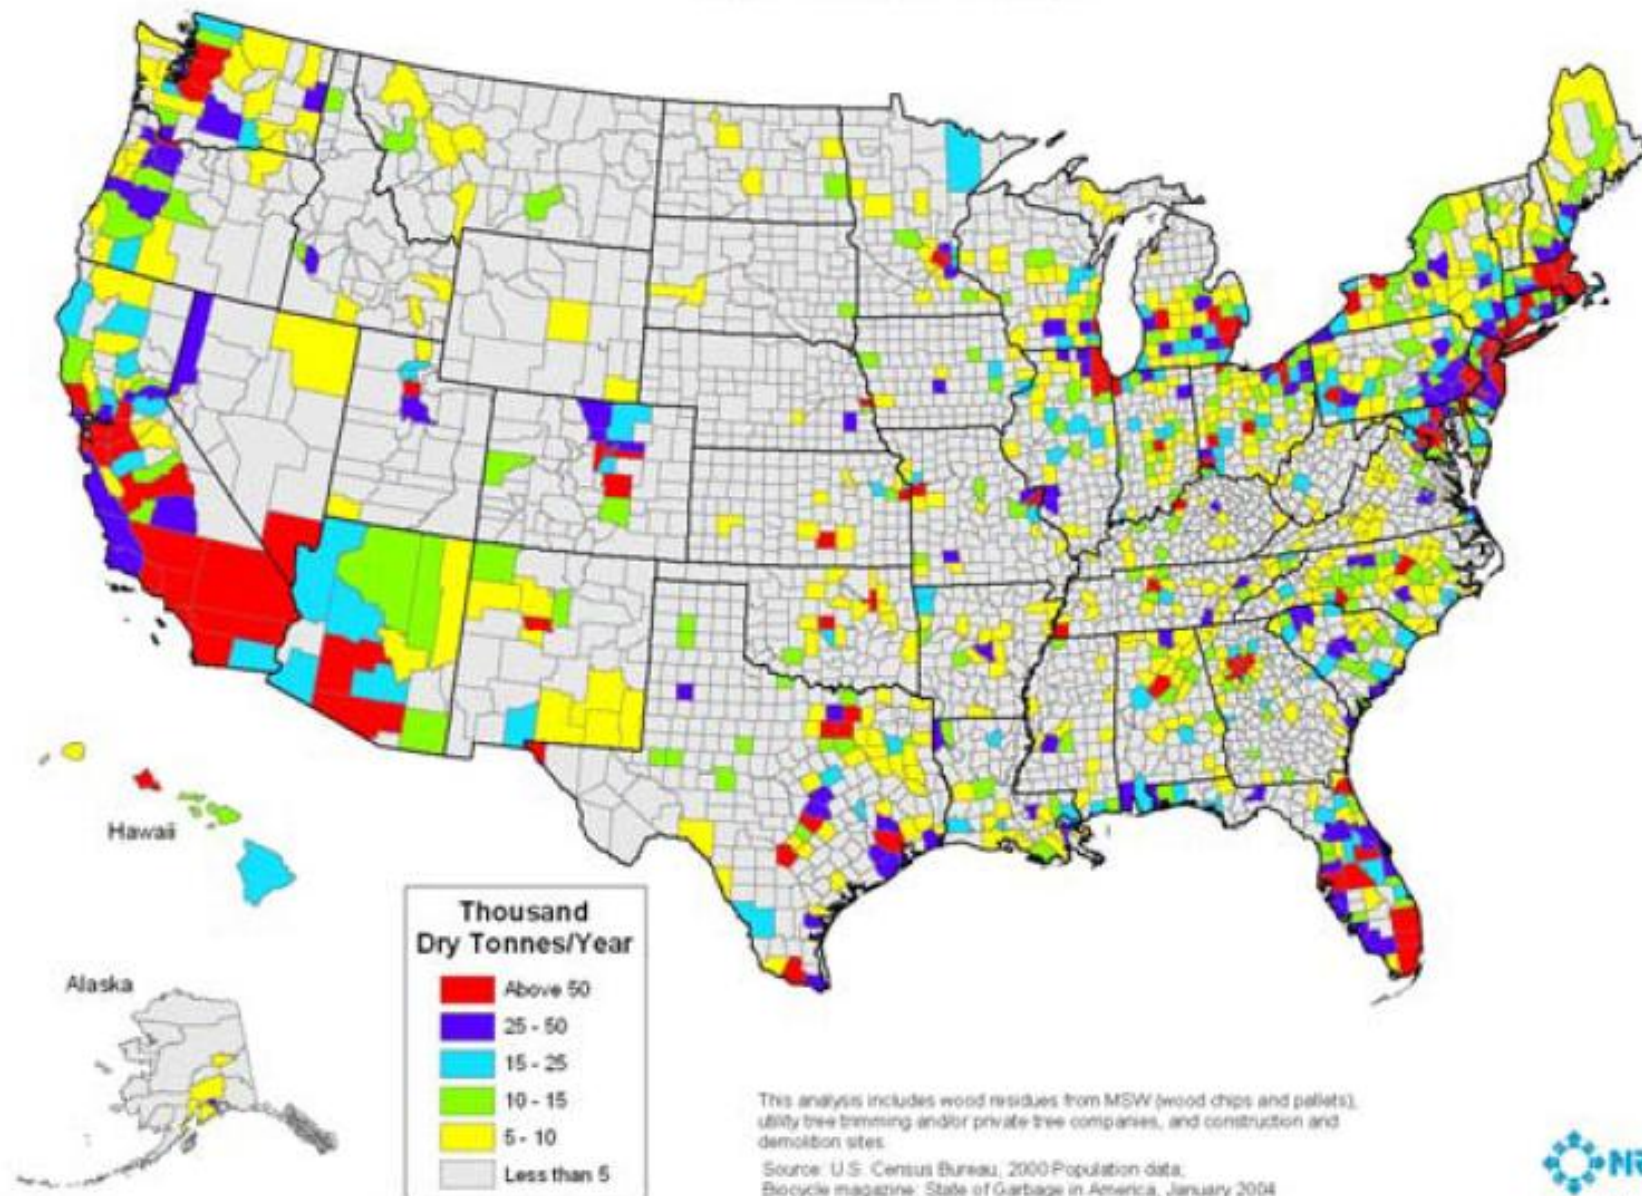 Hawaii
Alaska
Thousand
Dry Tonnes/Year
Above 50
25 - 50
15 - 25
10 - 15
5 - 10
Less than 5
This analysis includes wood residues from MSW (wood chips and pallets),
utility tree trimming and/or private tree companies, and construction and
demolition sites.
Source: U.S. Census Bureau, 2000 Population data;
Biocycle magazine: State of Garbage in America, January 2004